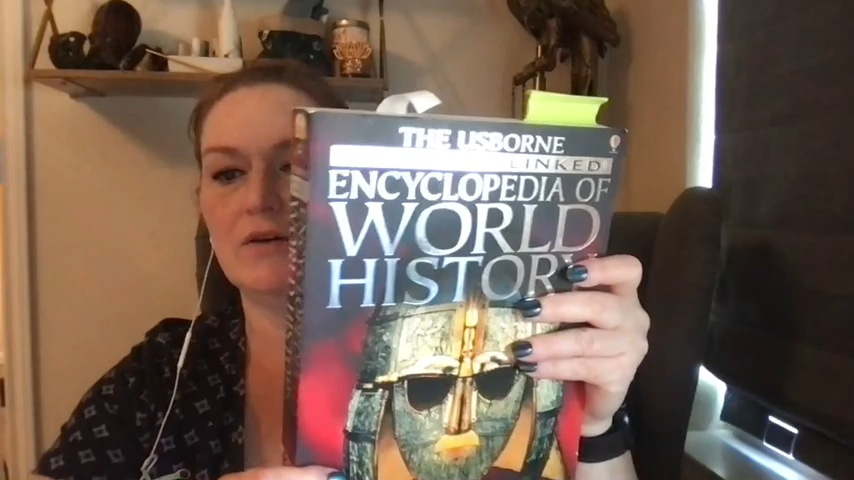 THE USBORNE
LINKED
ENCYCLOPEDIA OF
WORLD
HISTORY